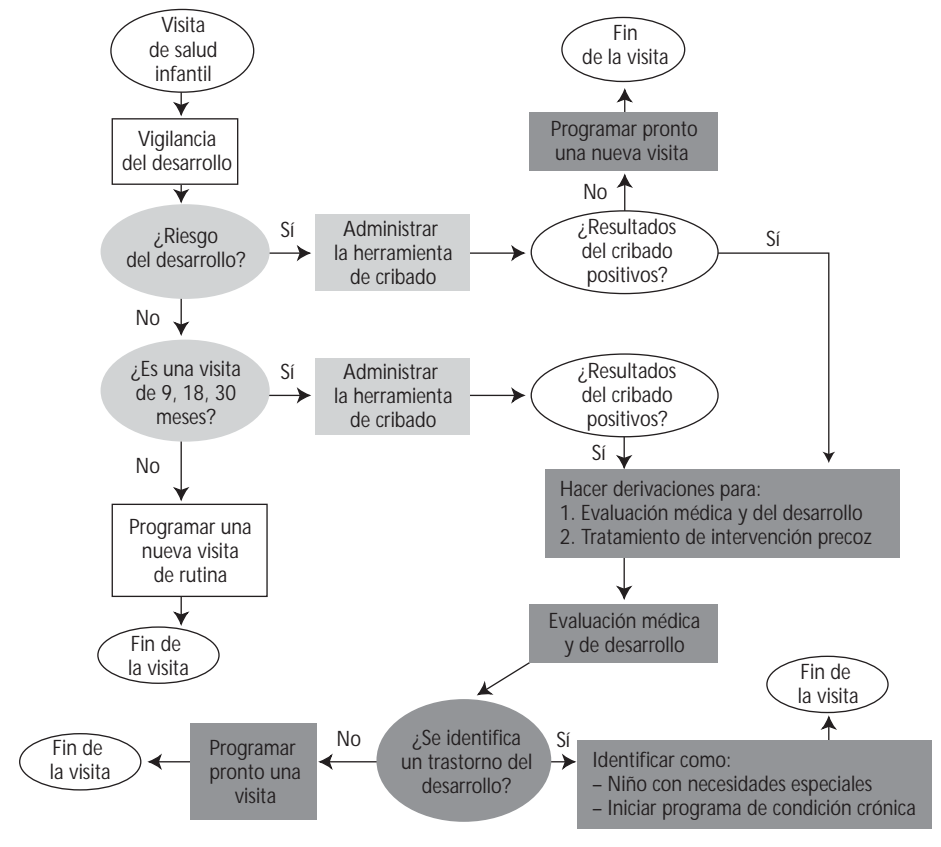 Visita
de salud
infantil
Fin
de la visita
Vigilancia
del desarrollo
Programar pronto
una nueva visita
No
¿Riesgo
del desarrollo?
Sí
Administrar
la herramienta
de cribado
¿Resultados
del cribado
positivos?
Sí
No
¿Es una visita
de 9, 18, 30
meses?
Sí
Administrar
la herramienta
de cribado
¿Resultados
del cribado
positivos?
No
Sí
Programar una
nueva visita
de rutina
Hacer derivaciones para:
1. Evaluación médica y del desarrollo
2. Tratamiento de intervención precoz
Fin de
la visita
Evaluación médica
y de desarrollo
Fin de
la visita
Fin de
la visita
Programar
pronto una
visita
No
¿Se identifica
un trastorno del
desarrollo?
Sí
Identificar como:
– Niño con necesidades especiales
– Iniciar programa de condición crónica